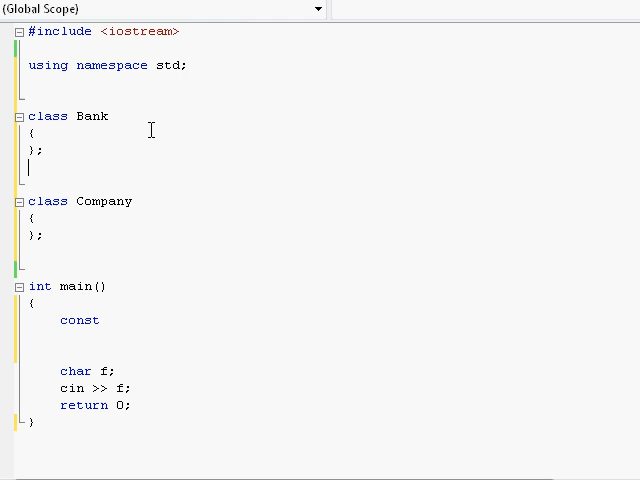 (Global Scope)
#include <iostream>
using namespace std;
class Bank
{
};
class Company
{
};
int main()
{
const
char f;
cin >> f;
return 0;
}